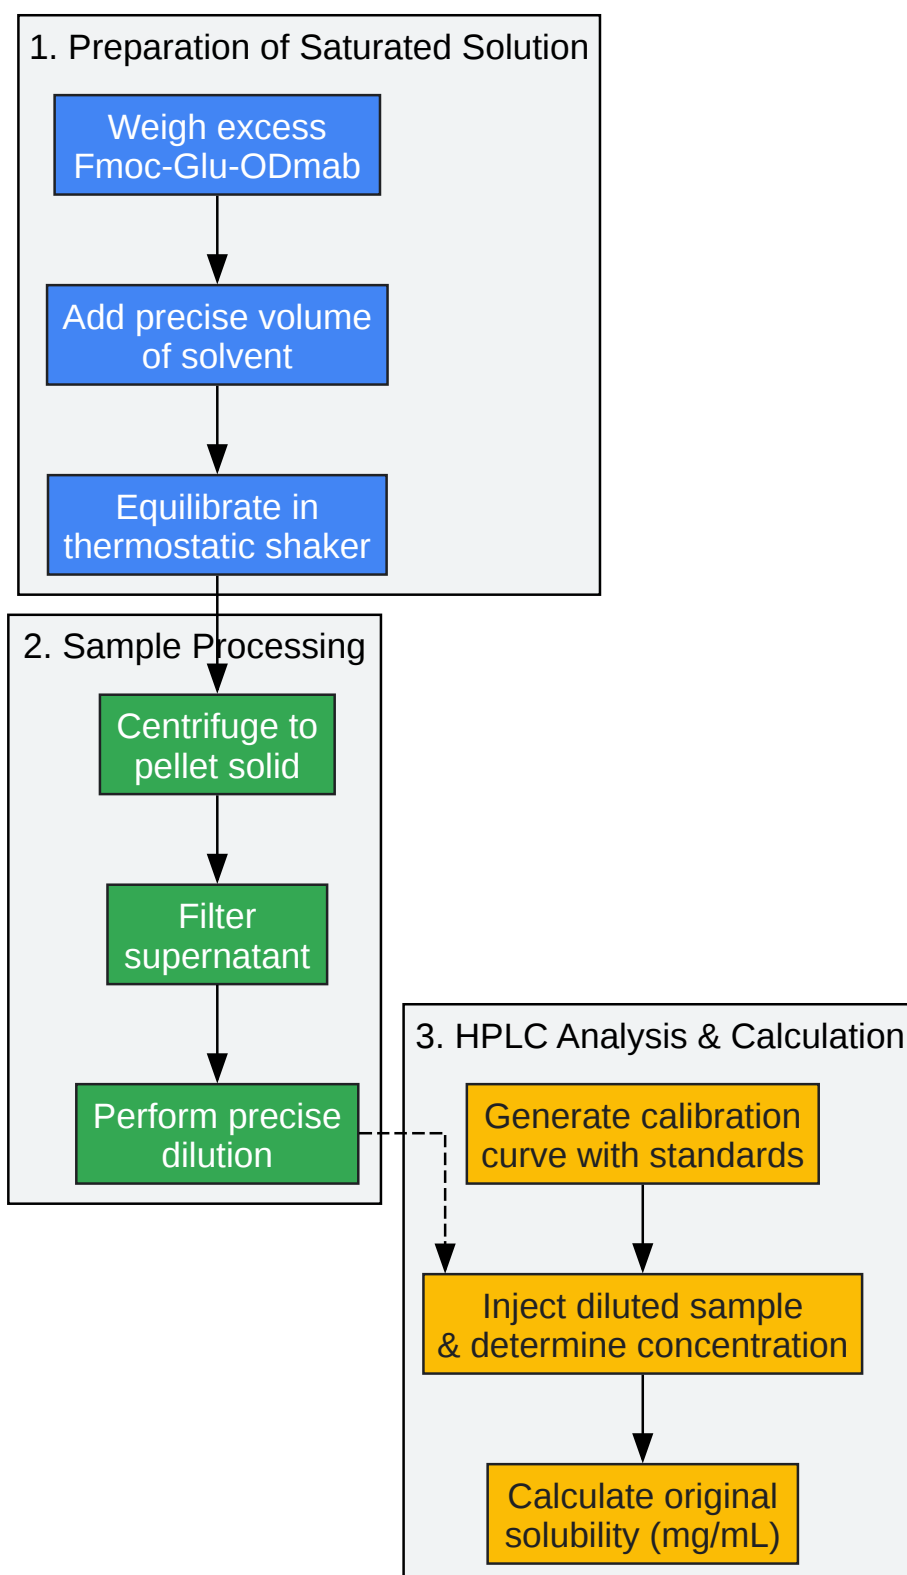 1. Preparation of Saturated Solution
Weigh excess
Fmoc-Glu-ODmab
Add precise volume
of solvent
Equilibrate in
thermostatic shaker
2. Sample Processing
Centrifuge to
pellet solid
Filter
supernatant
Perform precise
dilution
3. HPLC Analysis & Calculation
Generate calibration
curve with standards
Inject diluted sample
& determine concentration
Calculate original
solubility (mg/mL)